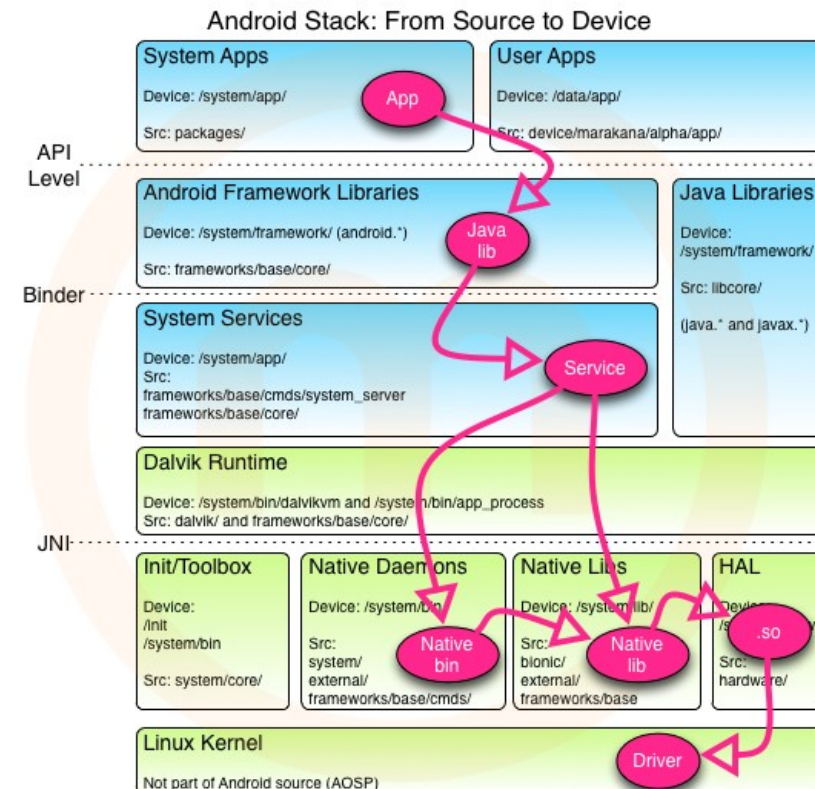 Android Stack: From Source to Device
System Apps
Device: /system/app/
Src: packages/
App
User Apps
Device: /data/app/
Src: device/marakana/alpha/app/
API
Level
Android Framework Libraries
Device: /system/framework/ (android.*)
Src: frameworks/base/core/
Java
lib
Java Libraries
Device:
/system/framework/
Src: libcore/
(java.* and javax.*)
Binder
System Services
Device: /system/app/
Src:
frameworks/base/cmds/system_server
frameworks/base/core/
Service
Dalvik Runtime
Device: /system/bin/dalvikvm and /system/bin/app_process
Src: dalvik/ and frameworks/base/core/
JNI
Init/Toolbox
Device:
/init
/system/bin
Src: system/core/
Native Daemons
Device: /system/bin/
Src:
system/
external/
frameworks/base/cmds/
Native
bin
Native Libs
Device: /system/lib/
Src:
bionic/
external/
frameworks/base
Native
lib
HAL
Device:
.so
Src:
hardware/
Linux Kernel
Not part of Android source (AOSP)
Driver